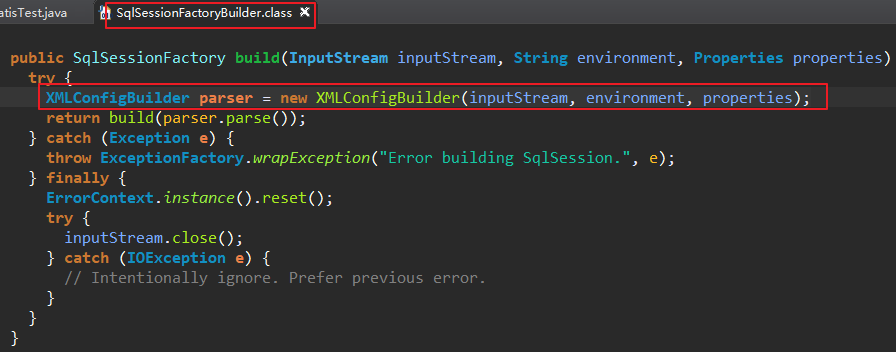 atisTest.java
SqlSessionFactoryBuilder.class
public SqlSessionFactory build(InputStream inputStream, String environment, Properties properties)
try {
XMLConfigBuilder parser = new XMLConfigBuilder(inputStream, environment, properties);
return build(parser.parse());
} catch (Exception e) {
throw ExceptionFactory.wrapException("Error building SqlSession.", e);
} finally {
ErrorContext.instance().reset();
try {
inputStream.close();
} catch (IOException e) {
// Intentionally ignore. Prefer previous error.
}
}
}